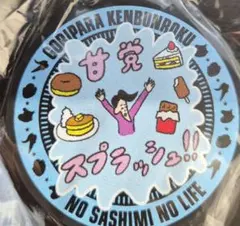 GORIPARA KENBUNROKU
甘党
スプラッシュ!!
NO SASHIMI NO LIFE